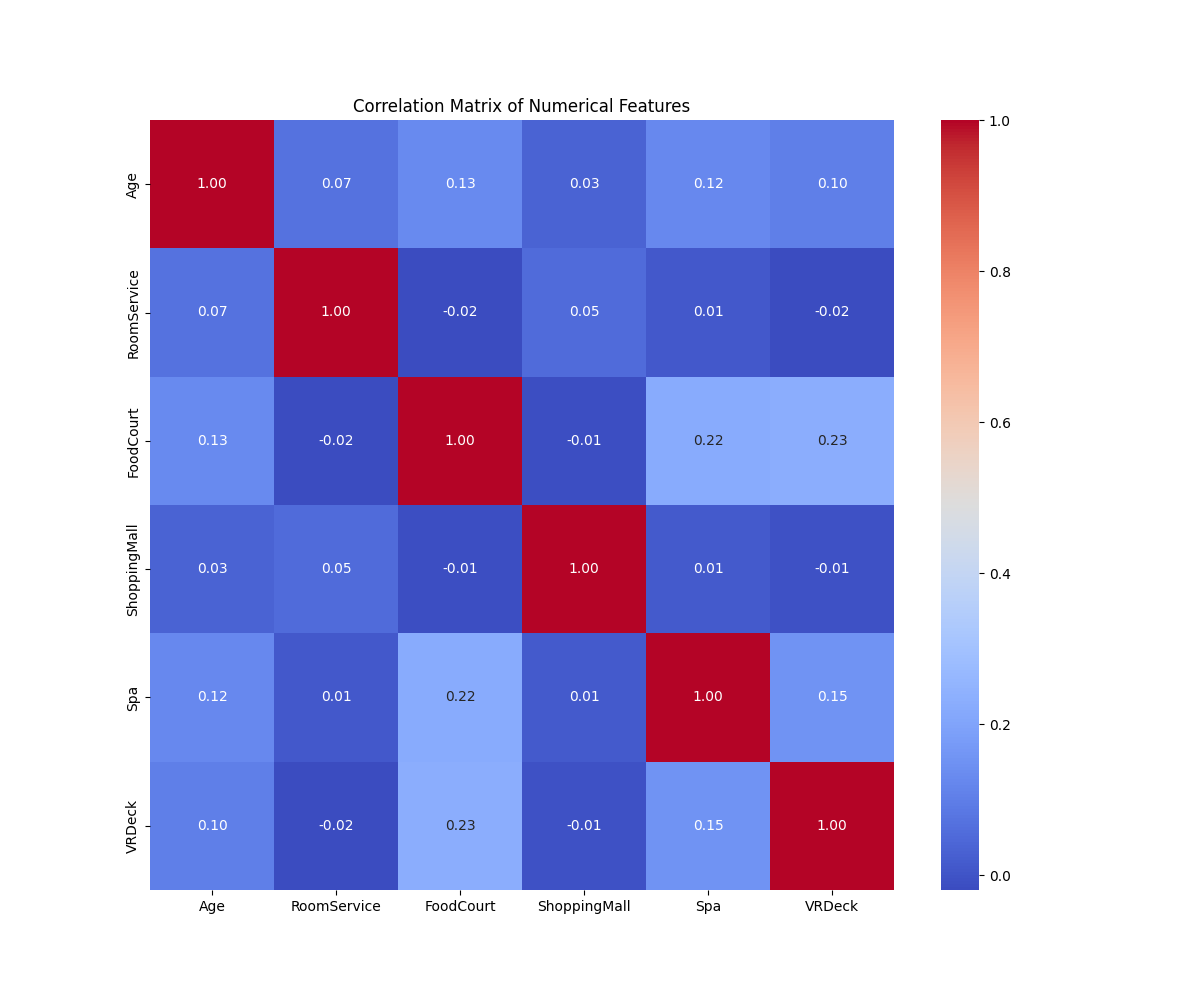 Correlation Matrix of Numerical Features
Age 1.00 0.07 0.13 0.03 0.12 0.10
RoomService 0.07 1.00 -0.02 0.05 0.01 -0.02
FoodCourt 0.13 -0.02 1.00 -0.01 0.22 0.23
ShoppingMall 0.03 0.05 -0.01 1.00 0.01 -0.01
Spa 0.12 0.01 0.22 0.01 1.00 0.15
VRDeck 0.10 -0.02 0.23 -0.01 0.15 1.00
Age RoomService FoodCourt ShoppingMall Spa VRDeck
1.0
0.8
0.6
0.4
0.2
0.0